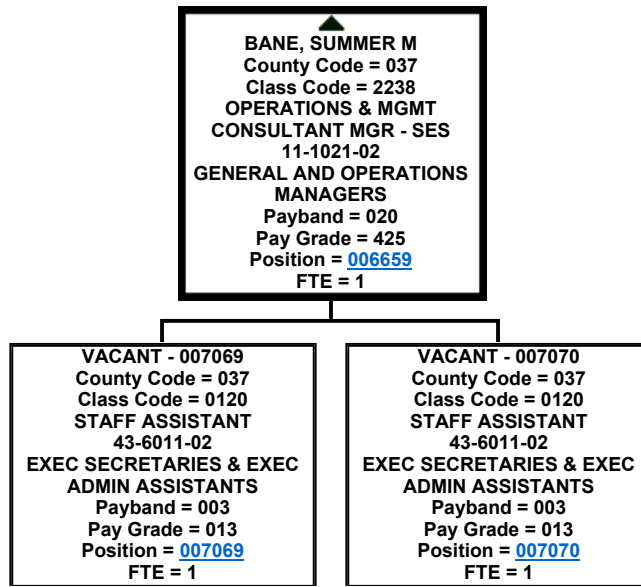 BANE, SUMMER M
County Code = 037
Class Code = 2238
OPERATIONS & MGMT
CONSULTANT MGR - SES
11-1021-02
GENERAL AND OPERATIONS
MANAGERS
Payband = 020
Pay Grade = 425
Position = 006659
FTE = 1
VACANT - 007069
County Code = 037
Class Code = 0120
STAFF ASSISTANT
43-6011-02
EXEC SECRETARIES & EXEC
ADMIN ASSISTANTS
Payband = 003
Pay Grade = 013
Position = 007069
FTE = 1
VACANT - 007070
County Code = 037
Class Code = 0120
STAFF ASSISTANT
43-6011-02
EXEC SECRETARIES & EXEC
ADMIN ASSISTANTS
Payband = 003
Pay Grade = 013
Position = 007070
FTE = 1